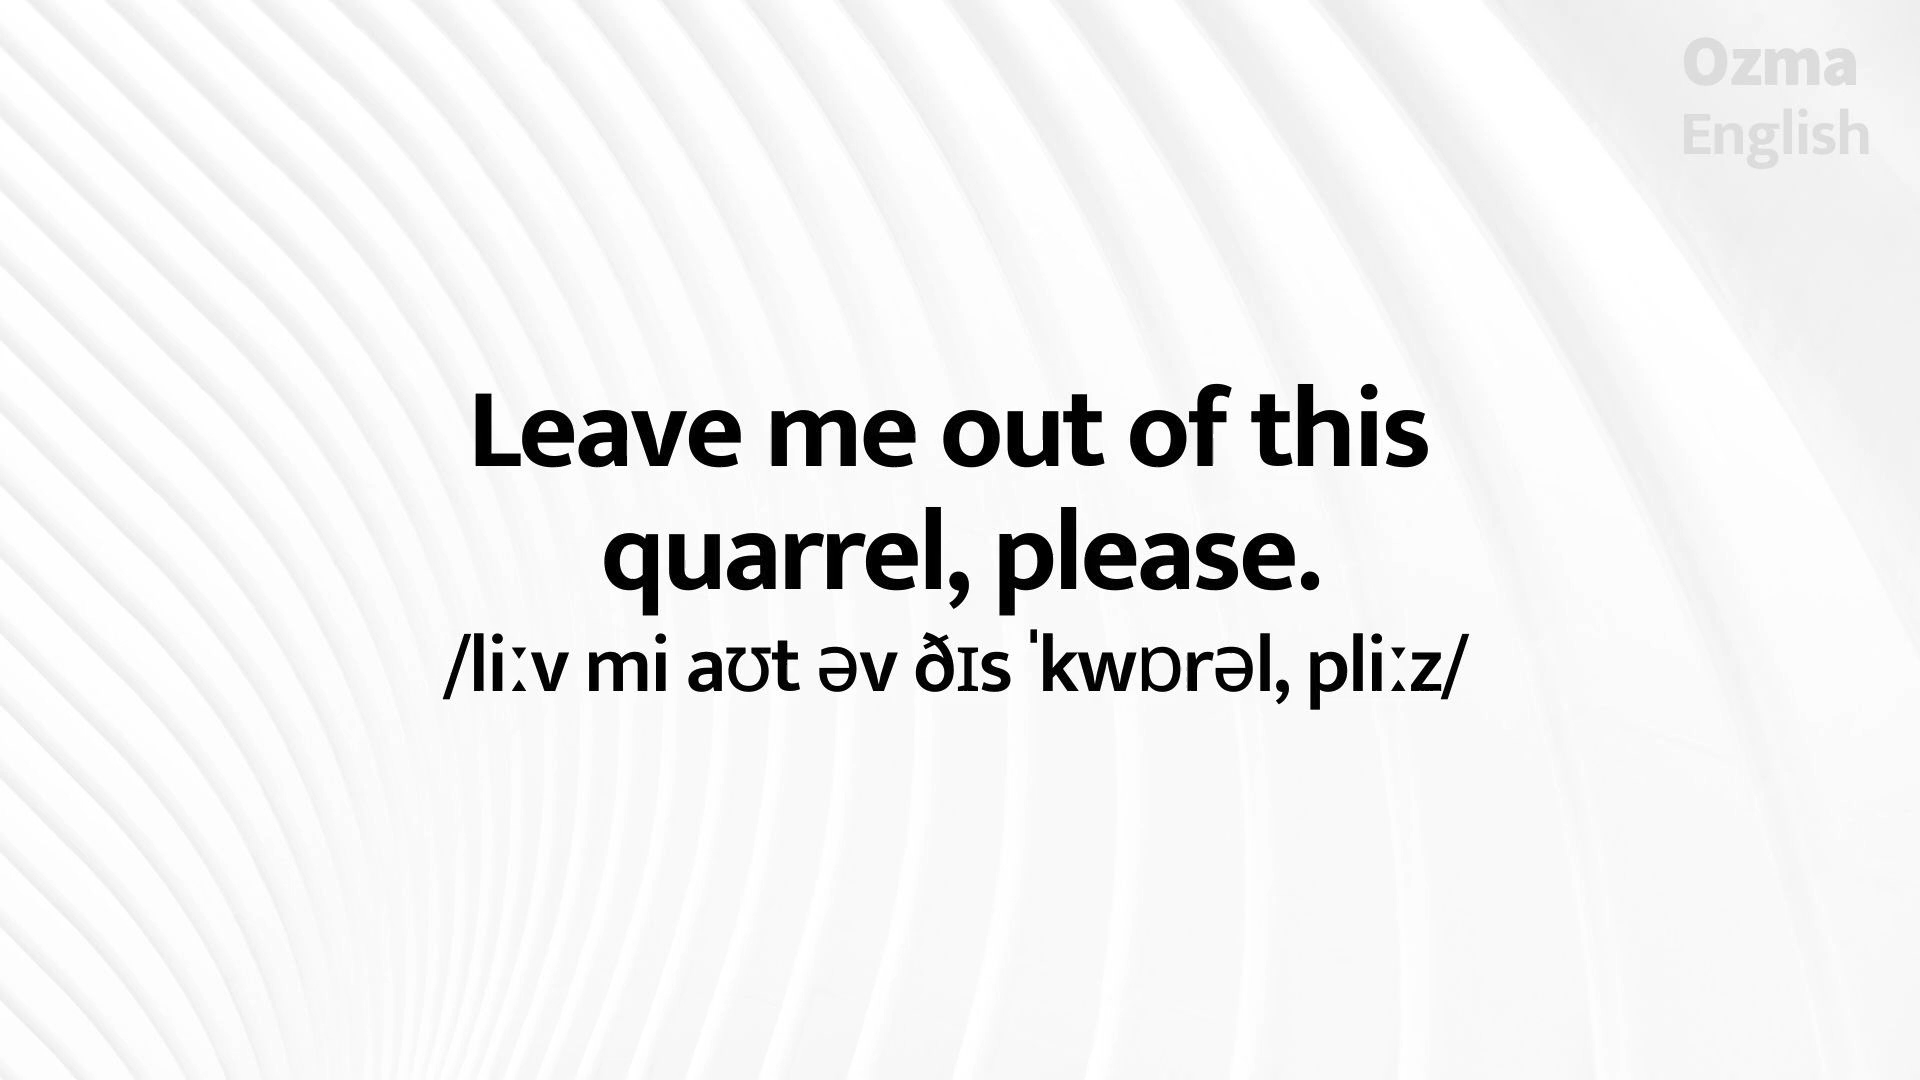 Ozma
English
Leave me out of this
quarrel, please.
/liːv mi aʊt əv ðɪs ˈkwɒrəl, pliːz/